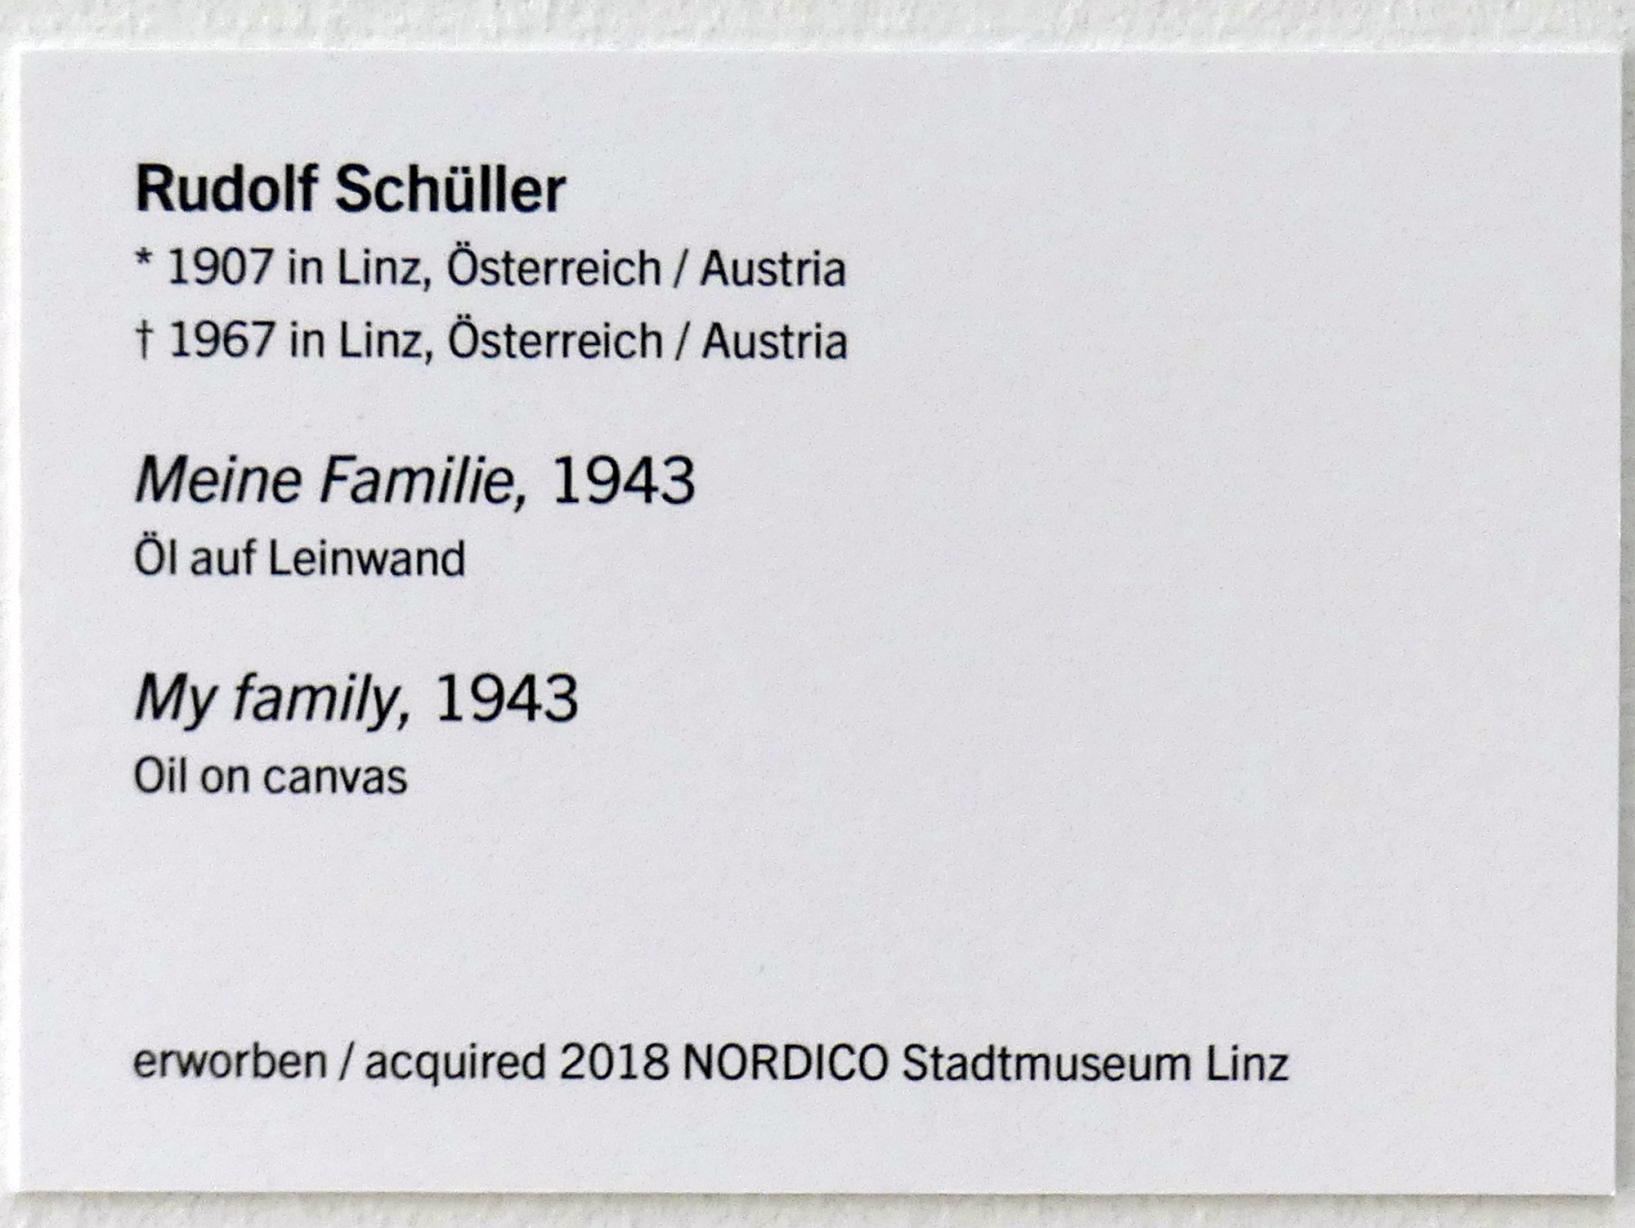 Rudolf Schüller
* 1907 in Linz, Österreich / Austria
† 1967 in Linz, Österreich / Austria
Meine Familie, 1943
Öl auf Leinwand
My family, 1943
Oil on canvas
erworben / acquired 2018 NORDICO Stadtmuseum Linz